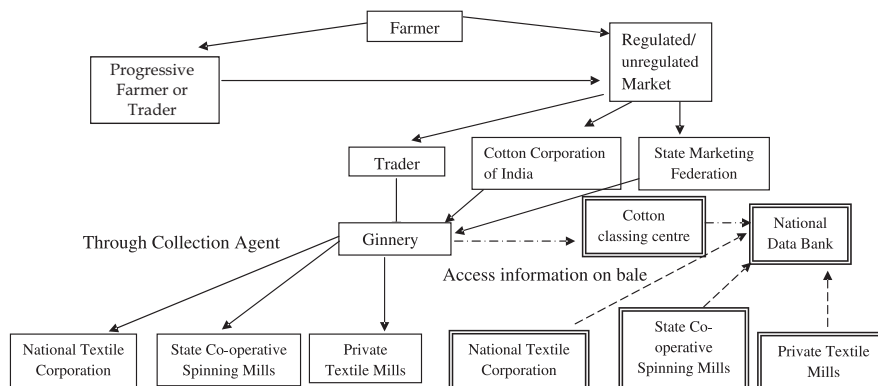 Farmer
Regulated/
unregulated
Market
Progressive
Farmer or
Trader
Trader
Cotton Corporation
of India
State Marketing
Federation
Cotton
classing centre
National
Data Bank
Through Collection Agent
Ginnery
Access information on bale
National Textile
Corporation
State Co-operative
Spinning Mills
Private
Textile Mills
National Textile
Corporation
State Co-
operative
Spinning Mills
Private Textile
Mills